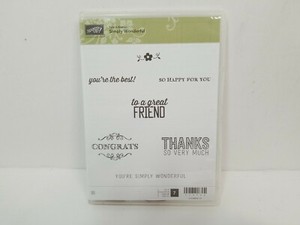 Simply Wonderful
you're the best!
SO HAPPY FOR YOU
to a great
FRIEND
CONGRATS
THANKS
SO VERY MUCH
YOU'RE SIMPLY WONDERFUL
7